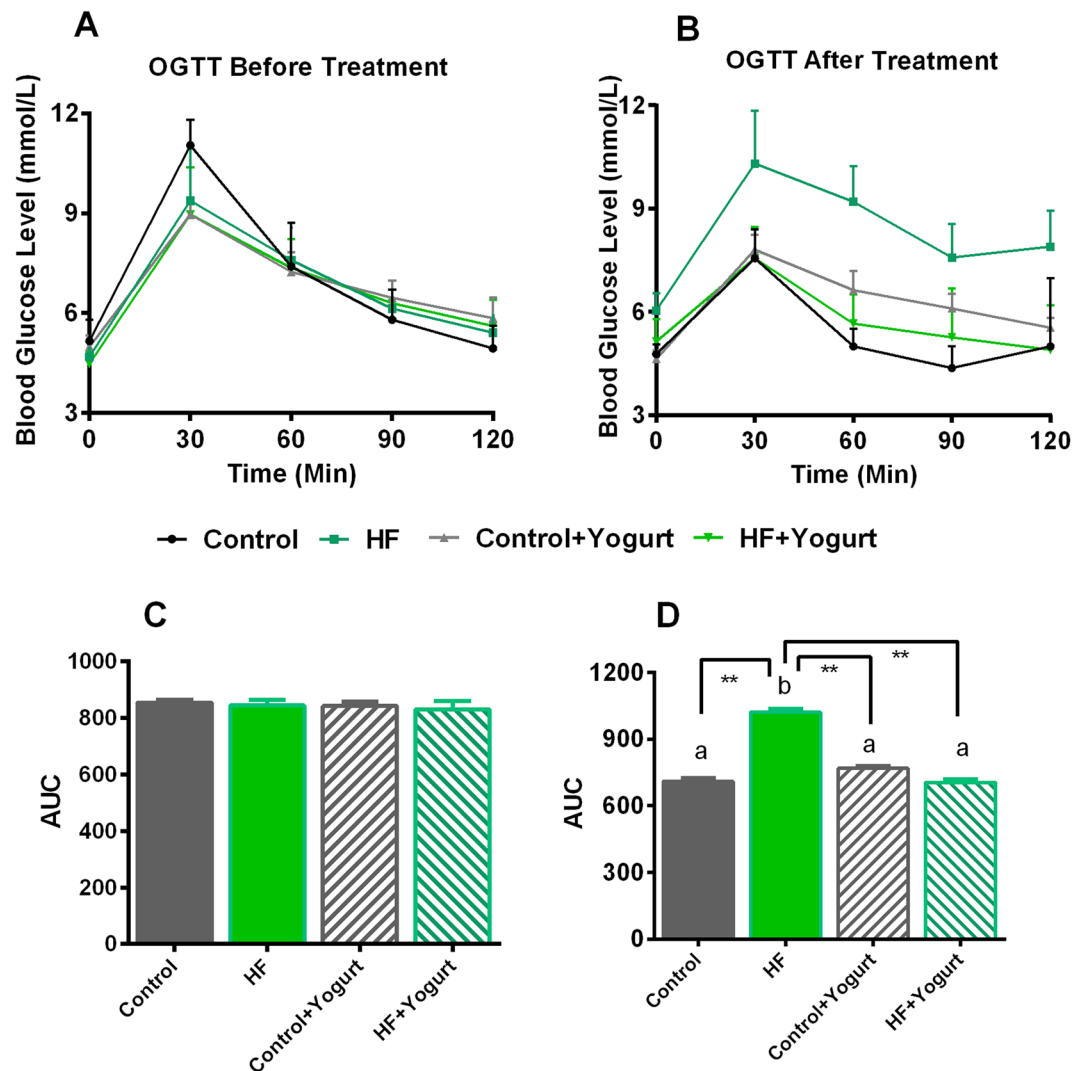 A
OGTT Before Treatment
Blood Glucose Level (mmol/L)
12
9
6
3
0 30 60 90 120
Time (Min)
B
OGTT After Treatment
Blood Glucose Level (mmol/L)
12
9
6
3
0 30 60 90 120
Time (Min)
Control HF Control+Yogurt HF+Yogurt
C
AUC
1000
800
600
400
200
0
Control HF Control+Yogurt HF+Yogurt
D
AUC
1200
900
600
300
0
** ** **
a b a a
Control HF Control+Yogurt HF+Yogurt